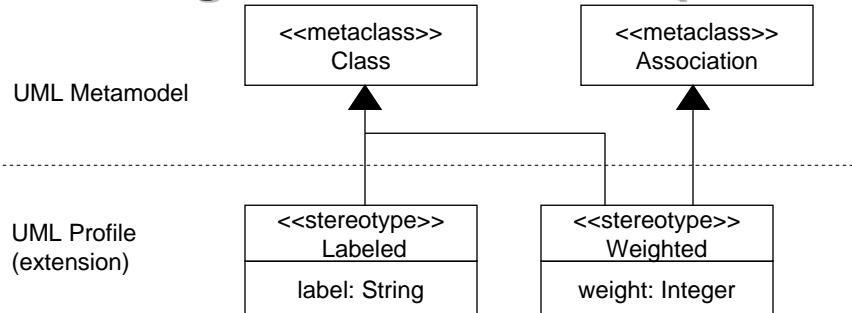 <<metaclass>>
Class
<<metaclass>>
Association
UML Metamodel
UML Profile
(extension)
<<stereotype>>
Labeled
label: String
<<stereotype>>
Weighted
weight: Integer